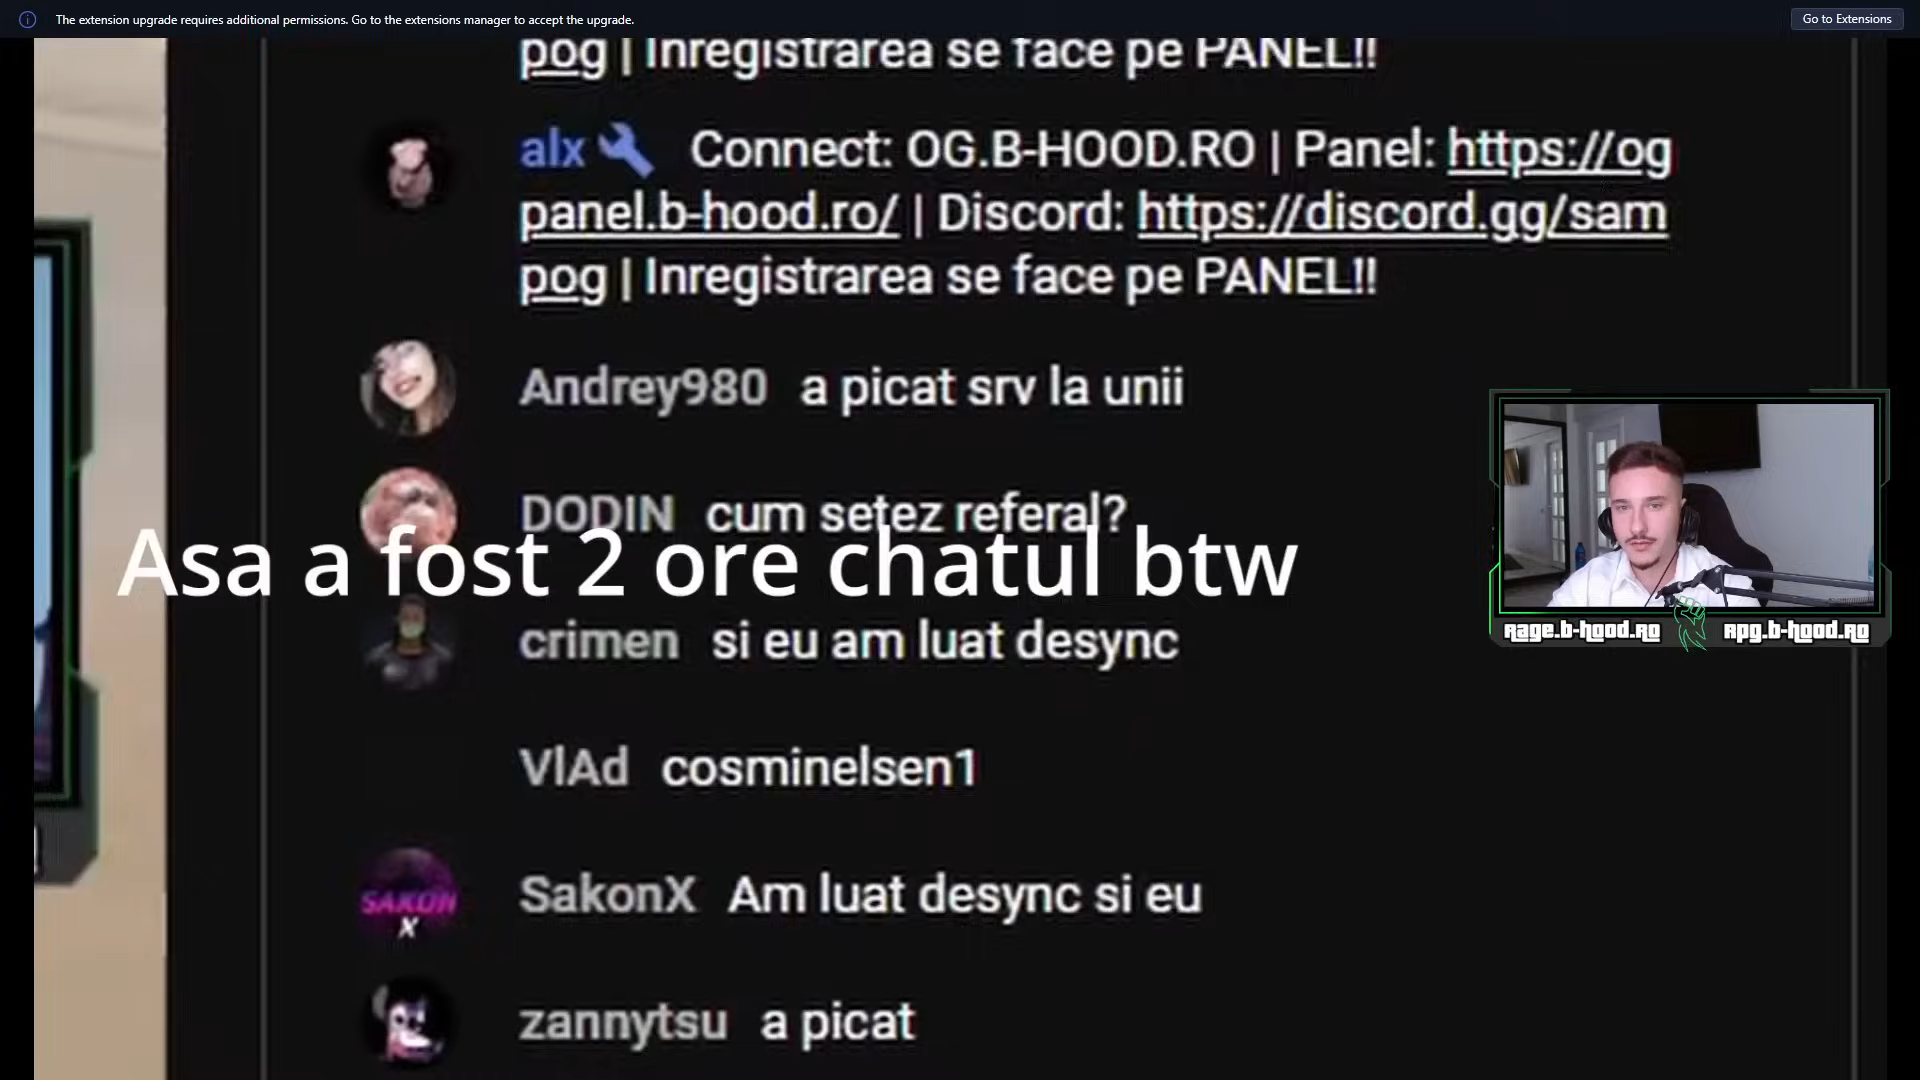 The extension upgrade requires additional permissions. Go to the extensions manager to accept the upgrade.
Go to Extensions
pog | Inregistrarea se face pe PANEL!!
alx Connect: OG.B-HOOD.RO | Panel: https://og
panel.b-hood.ro/ | Discord: https://discord.gg/sam
pog | Inregistrarea se face pe PANEL!!
Andrey980 a picat srv la unii
DODIN cum setez referal?
Asa a fost 2 ore chatul btw
crimen si eu am luat desync
rage.b-hood.ro rpg.b-hood.ro
VlAd cosminelsen1
SAKON
X
SakonX Am luat desync si eu
zannytsu a picat